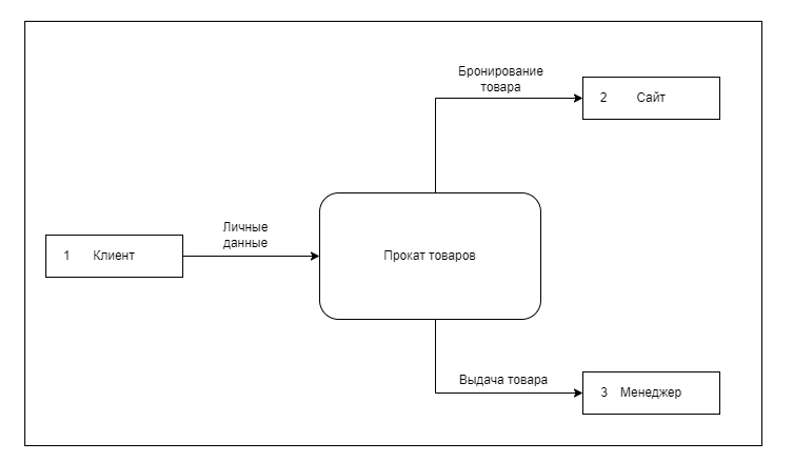 Бронирование
товара
2 Сайт
Личные
данные
1 Клиент
Прокат товаров
Выдача товара
3 Менеджер